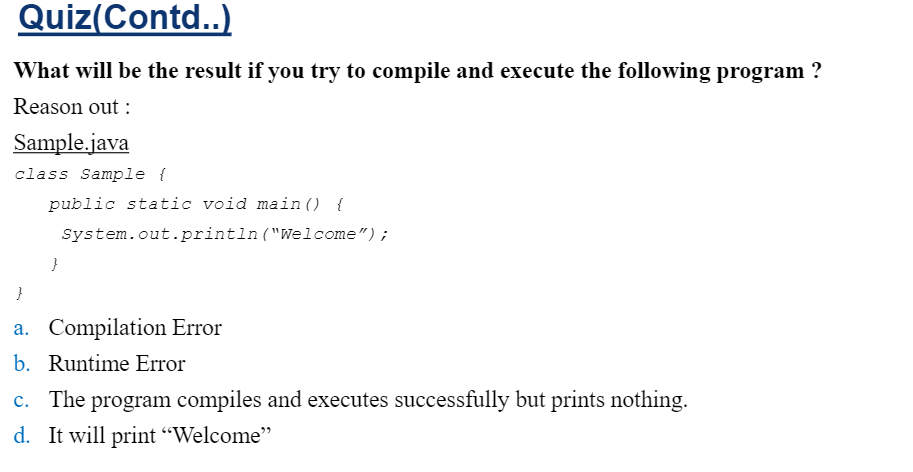 Quiz(Contd..)
What will be the result if you try to compile and execute the following program ?
Reason out :
Sample.java
class Sample {
public static void main() {
System.out.println(“Welcome”);
}
}
a. Compilation Error
b. Runtime Error
c. The program compiles and executes successfully but prints nothing.
d. It will print “Welcome”